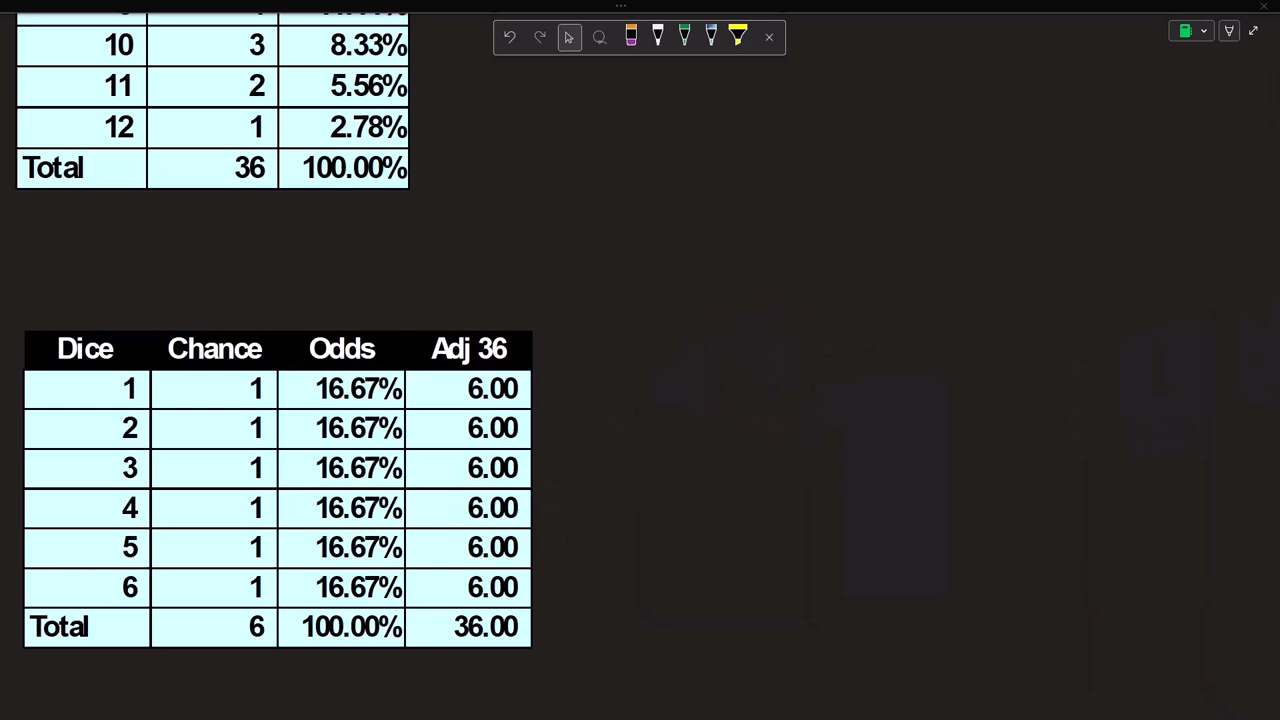 10 3 8.33%
11 2 5.56%
12 1 2.78%
Total 36 100.00%
Dice Chance Odds Adj 36
1 1 16.67% 6.00
2 1 16.67% 6.00
3 1 16.67% 6.00
4 1 16.67% 6.00
5 1 16.67% 6.00
6 1 16.67% 6.00
Total 6 100.00% 36.00